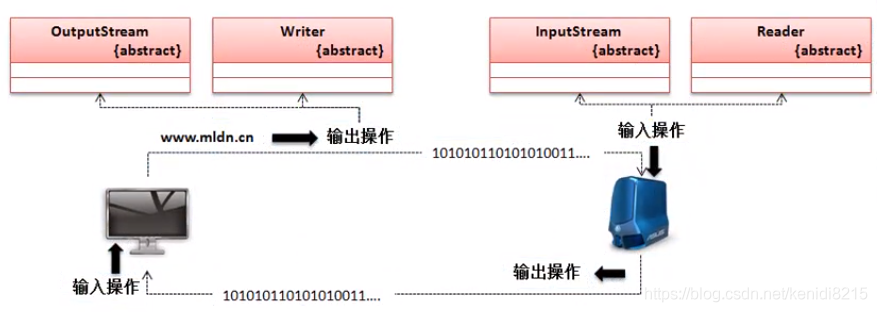 OutputStream
{abstract}
Writer
{abstract}
InputStream
{abstract}
Reader
{abstract}
www.mldn.cn
输出操作
输入操作
101010110101010011....
输入操作
输出操作
101010110101010011....
https://blog.csdn.net/kenidi8215